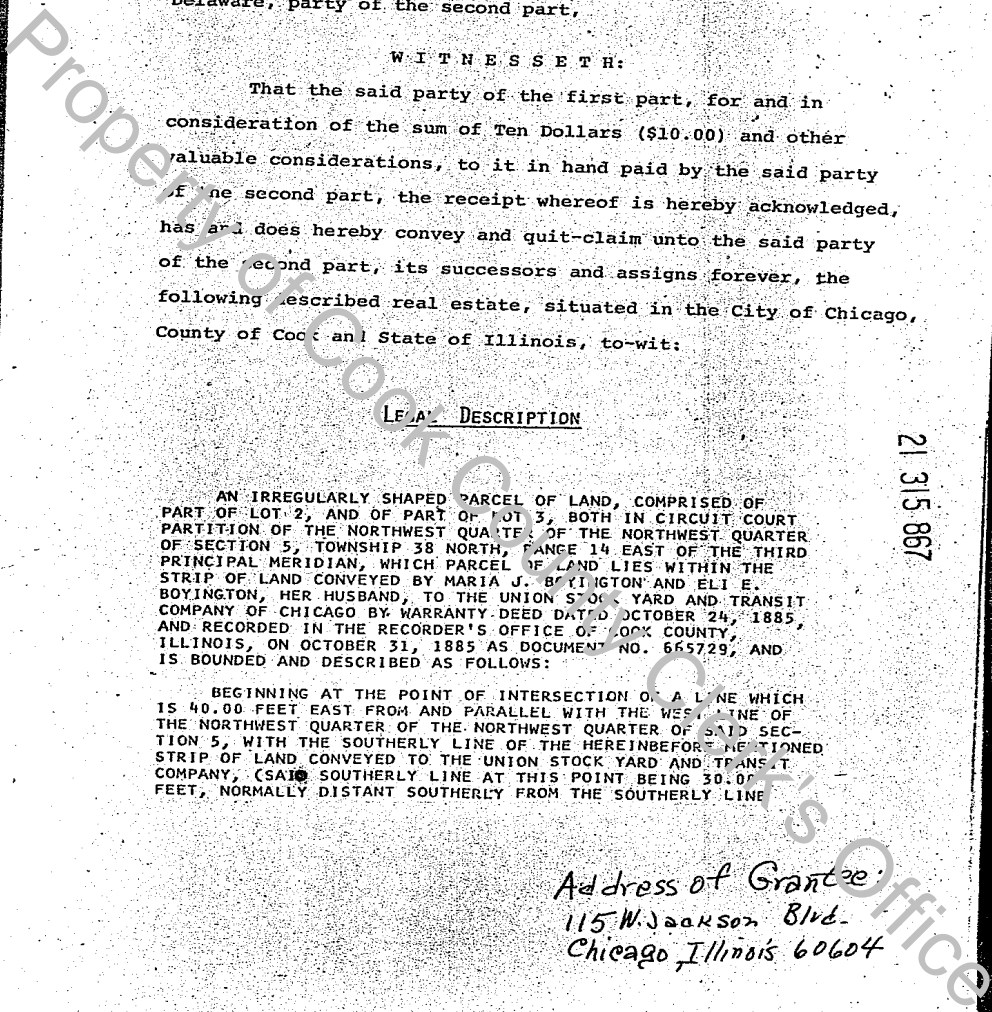 Delaware, party of the second part,
W I T N E S S E T H:
That the said party of the first part, for and in
consideration of the sum of Ten Dollars ($10.00) and other
valuable considerations, to it in hand paid by the said party
of the second part, the receipt whereof is hereby acknowledged,
has and does hereby convey and quit-claim unto the said party
of the second part, its successors and assigns forever, the
following described real estate, situated in the City of Chicago,
County of Cook and State of Illinois, to-wit:
LEGAL DESCRIPTION
21 315 867
AN IRREGULARLY SHAPED PARCEL OF LAND, COMPRISED OF
PART OF LOT 2, AND OF PART OF LOT 3, BOTH IN CIRCUIT COURT
PARTITION OF THE NORTHWEST QUARTER OF THE NORTHWEST QUARTER
OF SECTION 5, TOWNSHIP 38 NORTH, RANGE 14 EAST OF THE THIRD
PRINCIPAL MERIDIAN, WHICH PARCEL OF LAND LIES WITHIN THE
STRIP OF LAND CONVEYED BY MARIA J. BOYINGTON AND ELI E.
BOYINGTON, HER HUSBAND, TO THE UNION STOCK YARD AND TRANSIT
COMPANY OF CHICAGO BY WARRANTY DEED DATED OCTOBER 24, 1885,
AND RECORDED IN THE RECORDER'S OFFICE OF COOK COUNTY,
ILLINOIS, ON OCTOBER 31, 1885 AS DOCUMENT NO. 665729, AND
IS BOUNDED AND DESCRIBED AS FOLLOWS:
BEGINNING AT THE POINT OF INTERSECTION OF A LINE WHICH
IS 40.00 FEET EAST FROM AND PARALLEL WITH THE WEST LINE OF
THE NORTHWEST QUARTER OF THE NORTHWEST QUARTER OF SAID SEC-
TION 5, WITH THE SOUTHERLY LINE OF THE HEREINBEFORE MENTIONED
STRIP OF LAND CONVEYED TO THE UNION STOCK YARD AND TRANSIT
COMPANY, (SAID SOUTHERLY LINE AT THIS POINT BEING 30.00
FEET, NORMALLY DISTANT SOUTHERLY FROM THE SOUTHERLY LINE
Address of Grantee:
115 W. Jackson Blvd.
Chicago, Illinois 60604
Property of Cook County Clerk's Office